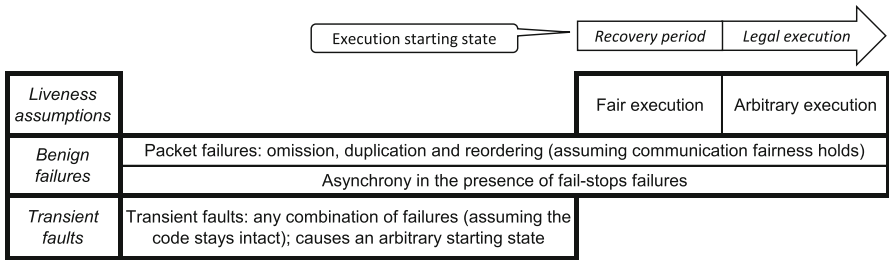 Execution starting state
Recovery period
Legal execution
Liveness
assumptions
Fair execution
Arbitrary execution
Benign
failures
Packet failures: omission, duplication and reordering (assuming communication fairness holds)
Asynchrony in the presence of fail-stops failures
Transient
faults
Transient faults: any combination of failures (assuming the
code stays intact); causes an arbitrary starting state